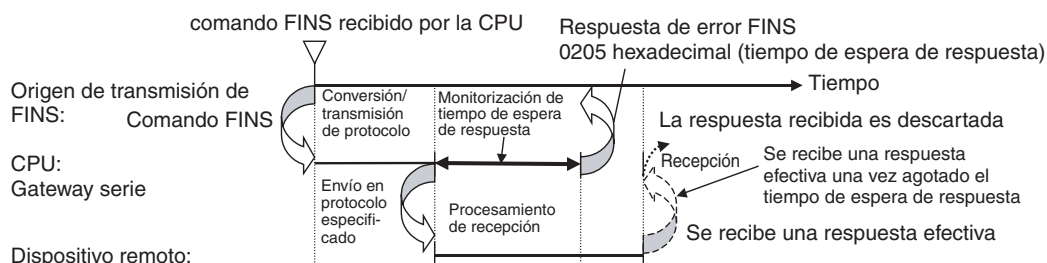 comando FINS recibido por la CPU
Respuesta de error FINS
0205 hexadecimal (tiempo de espera de respuesta)
Tiempo
Origen de transmisión de
FINS:
Comando FINS
Conversión/
transmisión
de protocolo
Monitorización de
tiempo de espera
de respuesta
La respuesta recibida es descartada
CPU:
Gateway serie
Recepción
Se recibe una respuesta
efectiva una vez agotado el
tiempo de espera de respuesta
Envío en
protocolo
especifi-
cado
Procesamiento
de recepción
Se recibe una respuesta efectiva
Dispositivo remoto: